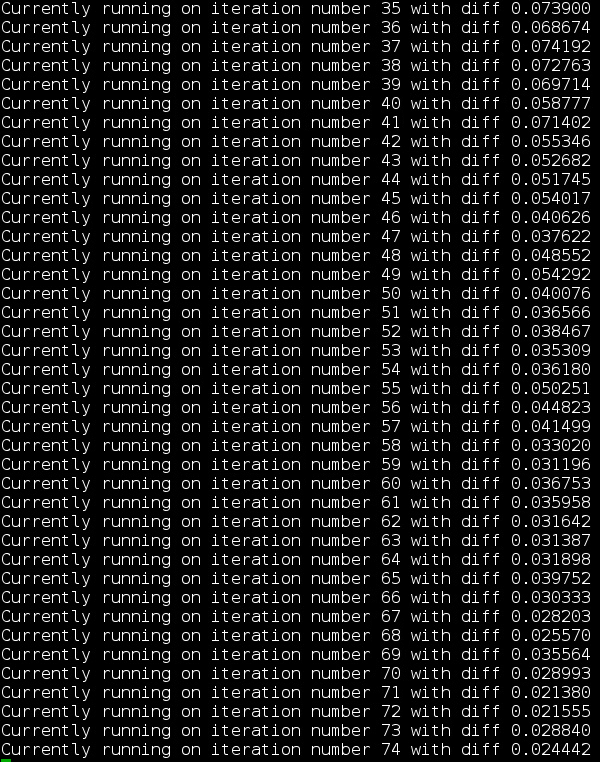 Currently running on iteration number 35 with diff 0.073900
Currently running on iteration number 36 with diff 0.068674
Currently running on iteration number 37 with diff 0.074192
Currently running on iteration number 38 with diff 0.072763
Currently running on iteration number 39 with diff 0.069714
Currently running on iteration number 40 with diff 0.058777
Currently running on iteration number 41 with diff 0.071402
Currently running on iteration number 42 with diff 0.055346
Currently running on iteration number 43 with diff 0.052682
Currently running on iteration number 44 with diff 0.051745
Currently running on iteration number 45 with diff 0.054017
Currently running on iteration number 46 with diff 0.040626
Currently running on iteration number 47 with diff 0.037622
Currently running on iteration number 48 with diff 0.048552
Currently running on iteration number 49 with diff 0.054292
Currently running on iteration number 50 with diff 0.040076
Currently running on iteration number 51 with diff 0.036566
Currently running on iteration number 52 with diff 0.038467
Currently running on iteration number 53 with diff 0.035309
Currently running on iteration number 54 with diff 0.036180
Currently running on iteration number 55 with diff 0.050251
Currently running on iteration number 56 with diff 0.044823
Currently running on iteration number 57 with diff 0.041499
Currently running on iteration number 58 with diff 0.033020
Currently running on iteration number 59 with diff 0.031196
Currently running on iteration number 60 with diff 0.036753
Currently running on iteration number 61 with diff 0.035958
Currently running on iteration number 62 with diff 0.031642
Currently running on iteration number 63 with diff 0.031387
Currently running on iteration number 64 with diff 0.031898
Currently running on iteration number 65 with diff 0.039752
Currently running on iteration number 66 with diff 0.030333
Currently running on iteration number 67 with diff 0.028203
Currently running on iteration number 68 with diff 0.025570
Currently running on iteration number 69 with diff 0.035564
Currently running on iteration number 70 with diff 0.028993
Currently running on iteration number 71 with diff 0.021380
Currently running on iteration number 72 with diff 0.021555
Currently running on iteration number 73 with diff 0.028840
Currently running on iteration number 74 with diff 0.024442